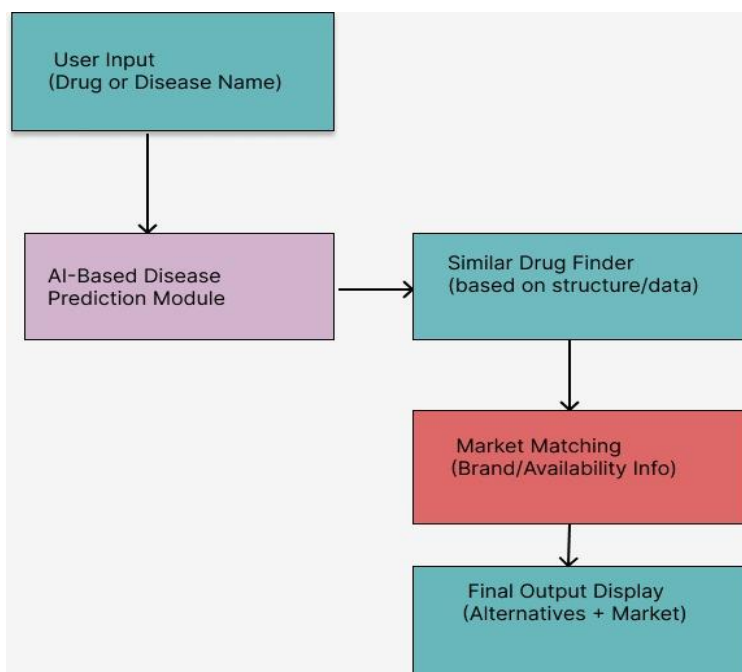 User Input
(Drug or Disease Name)
AI-Based Disease
Prediction Module
Similar Drug Finder
(based on structure/data)
Market Matching
(Brand/Availability Info)
Final Output Display
(Alternatives + Market)